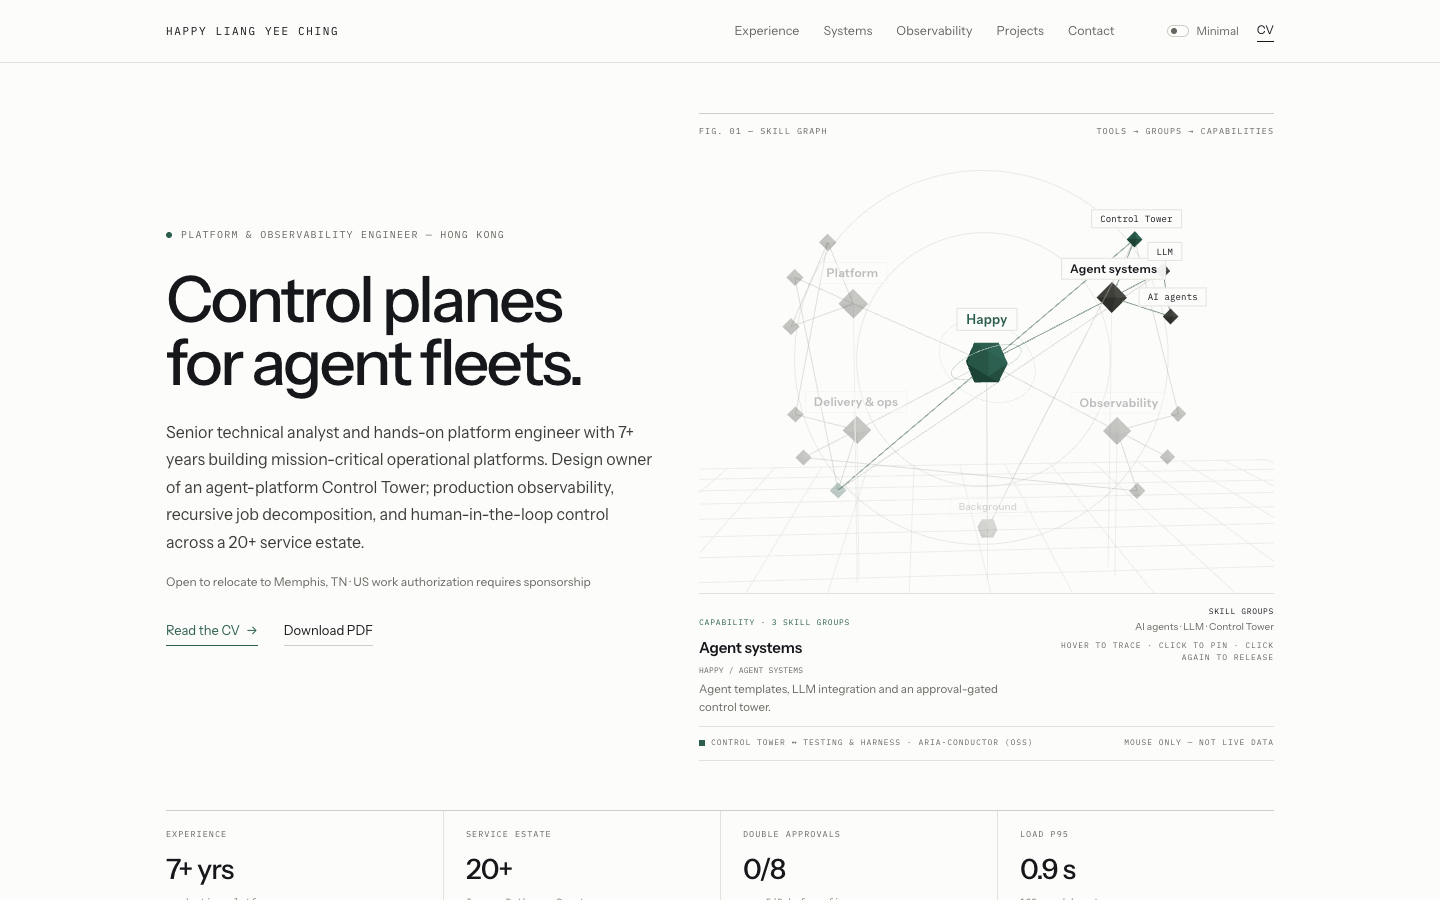 HAPPY LIANG YEE CHING
Experience Systems Observability Projects Contact Minimal CV
FIG. 01 — SKILL GRAPH
TOOLS → GROUPS → CAPABILITIES
PLATFORM & OBSERVABILITY ENGINEER — HONG KONG
Control planes
for agent fleets.
Senior technical analyst and hands-on platform engineer with 7+
years building mission-critical operational platforms. Design owner
of an agent-platform Control Tower; production observability,
recursive job decomposition, and human-in-the-loop control
across a 20+ service estate.
Open to relocate to Memphis, TN · US work authorization requires sponsorship
Read the CV →
Download PDF
Control Tower
LLM
Agent systems
Platform
AI agents
Happy
Delivery & ops
Observability
Background
CAPABILITY · 3 SKILL GROUPS
Agent systems
HAPPY / AGENT SYSTEMS
Agent templates, LLM integration and an approval-gated
control tower.
SKILL GROUPS
AI agents · LLM · Control Tower
HOVER TO TRACE · CLICK TO PIN · CLICK
AGAIN TO RELEASE
CONTROL TOWER ↔ TESTING & HARNESS · ARIA-CONDUCTOR (OSS)
MOUSE ONLY — NOT LIVE DATA
EXPERIENCE
7+ yrs
SERVICE ESTATE
20+
DOUBLE APPROVALS
0/8
LOAD P95
0.9 s